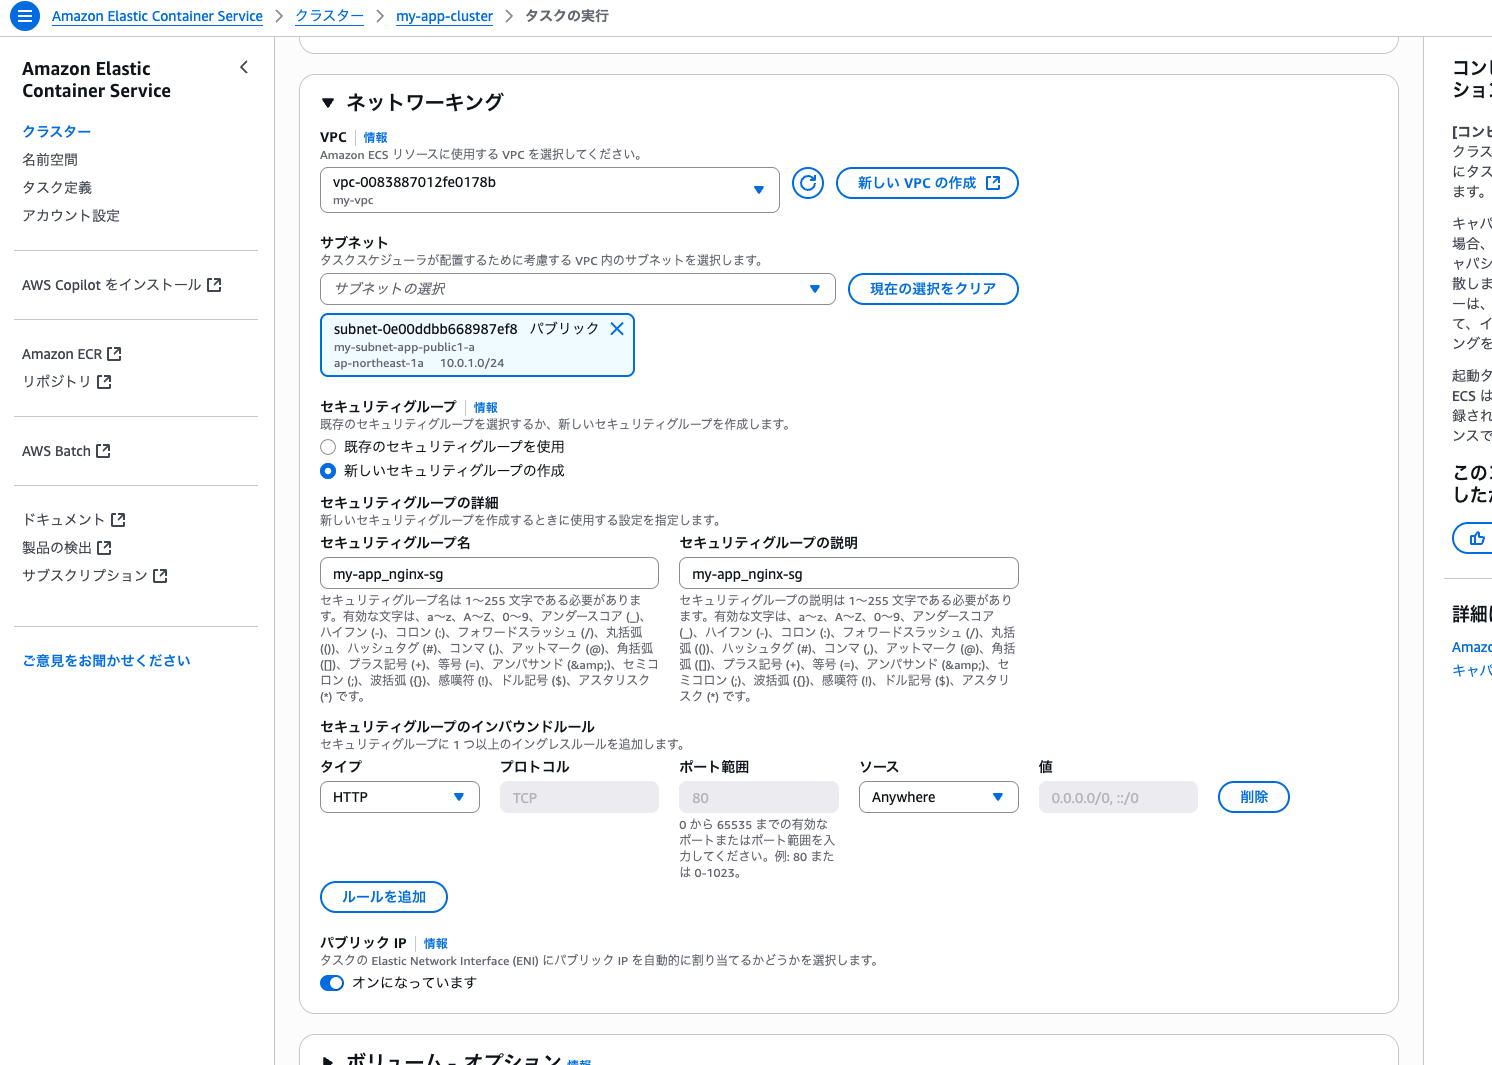 Amazon Elastic Container Service > クラスター > my-app-cluster > タスクの実行
Amazon Elastic
Container Service
クラスター
名前空間
タスク定義
アカウント設定
AWS Copilot をインストール
Amazon ECR
リポジトリ
AWS Batch
ドキュメント
製品の検出
サブスクリプション
ご意見をお聞かせください
ネットワーキング
VPC 情報
Amazon ECS リソースに使用する VPC を選択してください。
vpc-0083887012fe0178b
my-vpc
新しい VPC の作成
サブネット
タスクスケジューラが配置するために考慮する VPC 内のサブネットを選択します。
サブネットの選択
現在の選択をクリア
subnet-0e00ddbb668987ef8 パブリック
my-subnet-app-public1-a
ap-northeast-1a 10.0.1.0/24
セキュリティグループ 情報
既存のセキュリティグループを選択するか、新しいセキュリティグループを作成します。
既存のセキュリティグループを使用
新しいセキュリティグループの作成
セキュリティグループの詳細
新しいセキュリティグループを作成するときに使用する設定を指定します。
セキュリティグループ名
my-app_nginx-sg
セキュリティグループ名は 1〜255 文字である必要がありま
す。有効な文字は、a〜z、A〜Z、0〜9、アンダースコア (_)、
ハイフン (-)、コロン (:)、フォワードスラッシュ (/)、丸括弧
(())、ハッシュタグ (#)、コンマ (,)、アットマーク (@)、角括弧
([])、プラス記号 (+)、等号 (=)、アンパサンド (&amp;)、セミコ
ロン (;)、波括弧 ({})、感嘆符 (!)、ドル記号 ($)、アスタリスク
(*) です。
セキュリティグループの説明
my-app_nginx-sg
セキュリティグループの説明は 1〜255 文字である必要があり
ます。有効な文字は、a〜z、A〜Z、0〜9、アンダースコア
(_)、ハイフン (-)、コロン (:)、フォワードスラッシュ (/)、丸括
弧 (())、ハッシュタグ (#)、コンマ (,)、アットマーク (@)、角括
弧 ([])、プラス記号 (+)、等号 (=)、アンパサンド (&amp;)、セ
ミコロン (;)、波括弧 ({})、感嘆符 (!)、ドル記号 ($)、アスタリ
スク (*) です。
セキュリティグループのインバウンドルール
セキュリティグループに 1 つ以上のイングレスルールを追加します。
タイプ プロトコル ポート範囲 ソース 値
HTTP TCP 80 Anywhere 0.0.0.0/0, ::/0 削除
0 から 65535 までの有効な
ポートまたはポート範囲を入
力してください。例: 80 また
は 0-1023。
ルールを追加
パブリック IP 情報
タスクの Elastic Network Interface (ENI) にパブリック IP を自動的に割り当てるかどうかを選択します。
オンになっています
ボリューム - オプション 情報
コン
ショ
[コンピ
クラス
にタス
ます。
キャパ
場合、
ャパシ
散しま
ーは、
て、イ
ングを
起動タ
ECS は
録され
ンスで
この
した
詳細
Amazo
キャパ